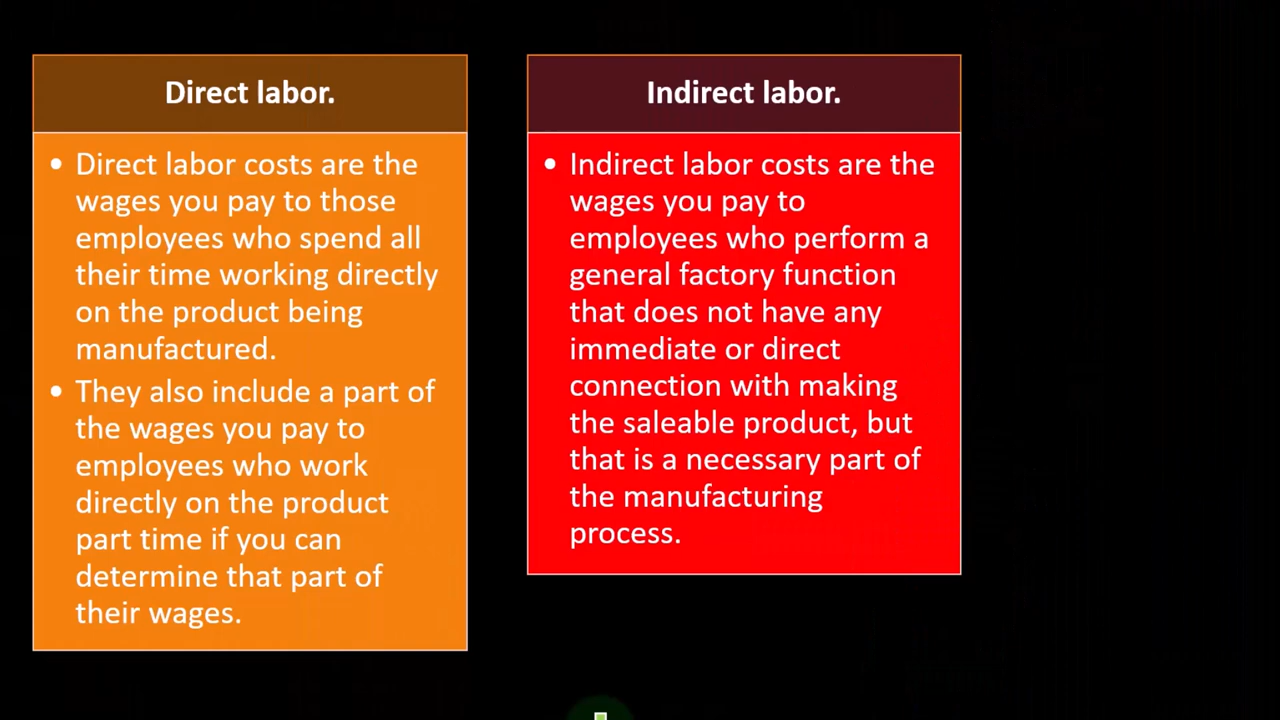 Direct labor.
• Direct labor costs are the
wages you pay to those
employees who spend all
their time working directly
on the product being
manufactured.
• They also include a part of
the wages you pay to
employees who work
directly on the product
part time if you can
determine that part of
their wages.
Indirect labor.
• Indirect labor costs are the
wages you pay to
employees who perform a
general factory function
that does not have any
immediate or direct
connection with making
the saleable product, but
that is a necessary part of
the manufacturing
process.